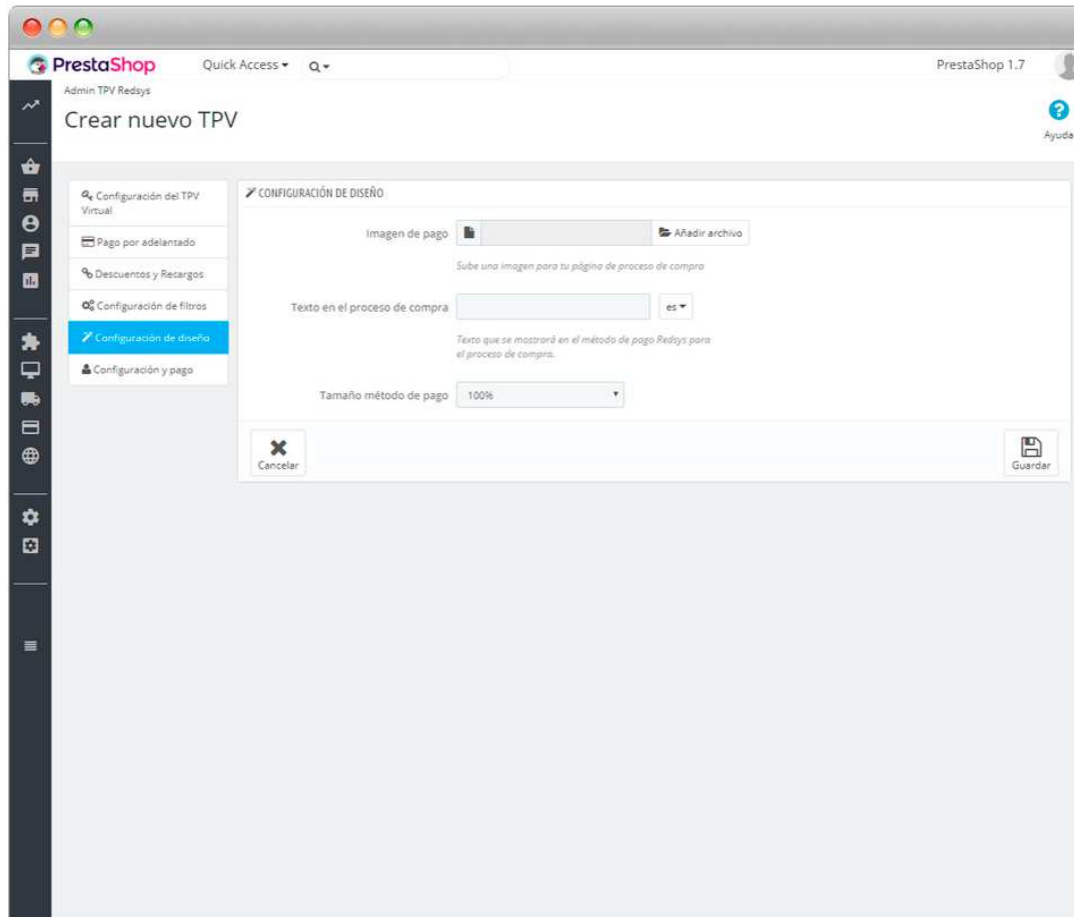 PrestaShop
Quick Access
PrestaShop 1.7
Admin TPV Redsys
Crear nuevo TPV
Ayuda
Configuración del TPV
Virtual
Pago por adelantado
Descuentos y Recargos
Configuración de filtros
Configuración de diseño
Configuración y pago
CONFIGURACIÓN DE DISEÑO
Imagen de pago
Añadir archivo
Sube una imagen para tu página de proceso de compra
Texto en el proceso de compra
es
Texto que se mostrará en el método de pago Redsys para
el proceso de compra.
Tamaño método de pago
100%
Cancelar
Guardar